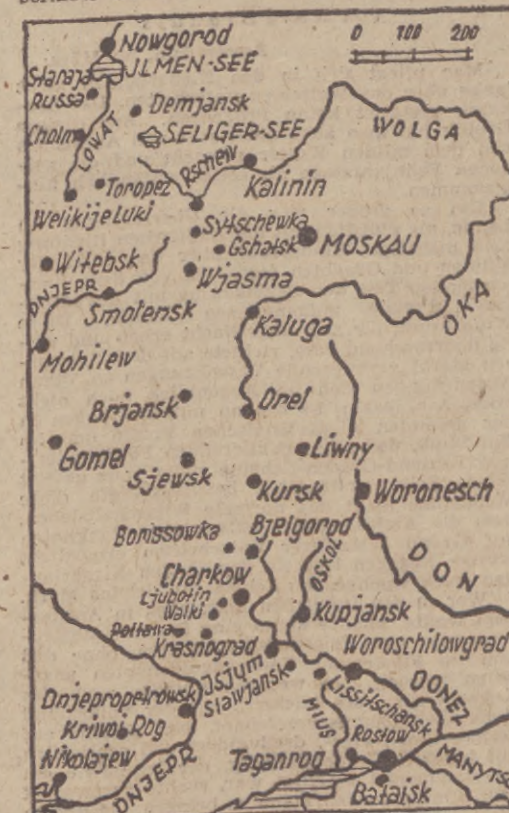 Nowgorod
0 100 200
ILMEN-SEE
Staraja
Russa
Demjansk
Cholm
LOWAT
SELIGER-SEE
WOLGA
Rschew
Kalinin
Toropez
Welikije Luki
Sytschewka
Gshatsk
MOSKAU
Witebsk
Wjasma
DNJEPR
Smolensk
OKA
Kaluga
Mohilew
Brjansk
Orel
Gomel
Liwny
Sjewsk
Kursk
Woronesch
Borissowka
Bjelgorod
DON
OSKOL
Charkow
Ljubotin
Walki
Kupjansk
Poltawa
Krasnograd
Woroschilowgrad
Isjum
Slawjansk
Lissitschansk
DONEZ
Dnjepropetrowsk
Kriwoi Rog
MIUS
Rostow
Nikolajew
DNJEPR
Taganrog
Bataisk